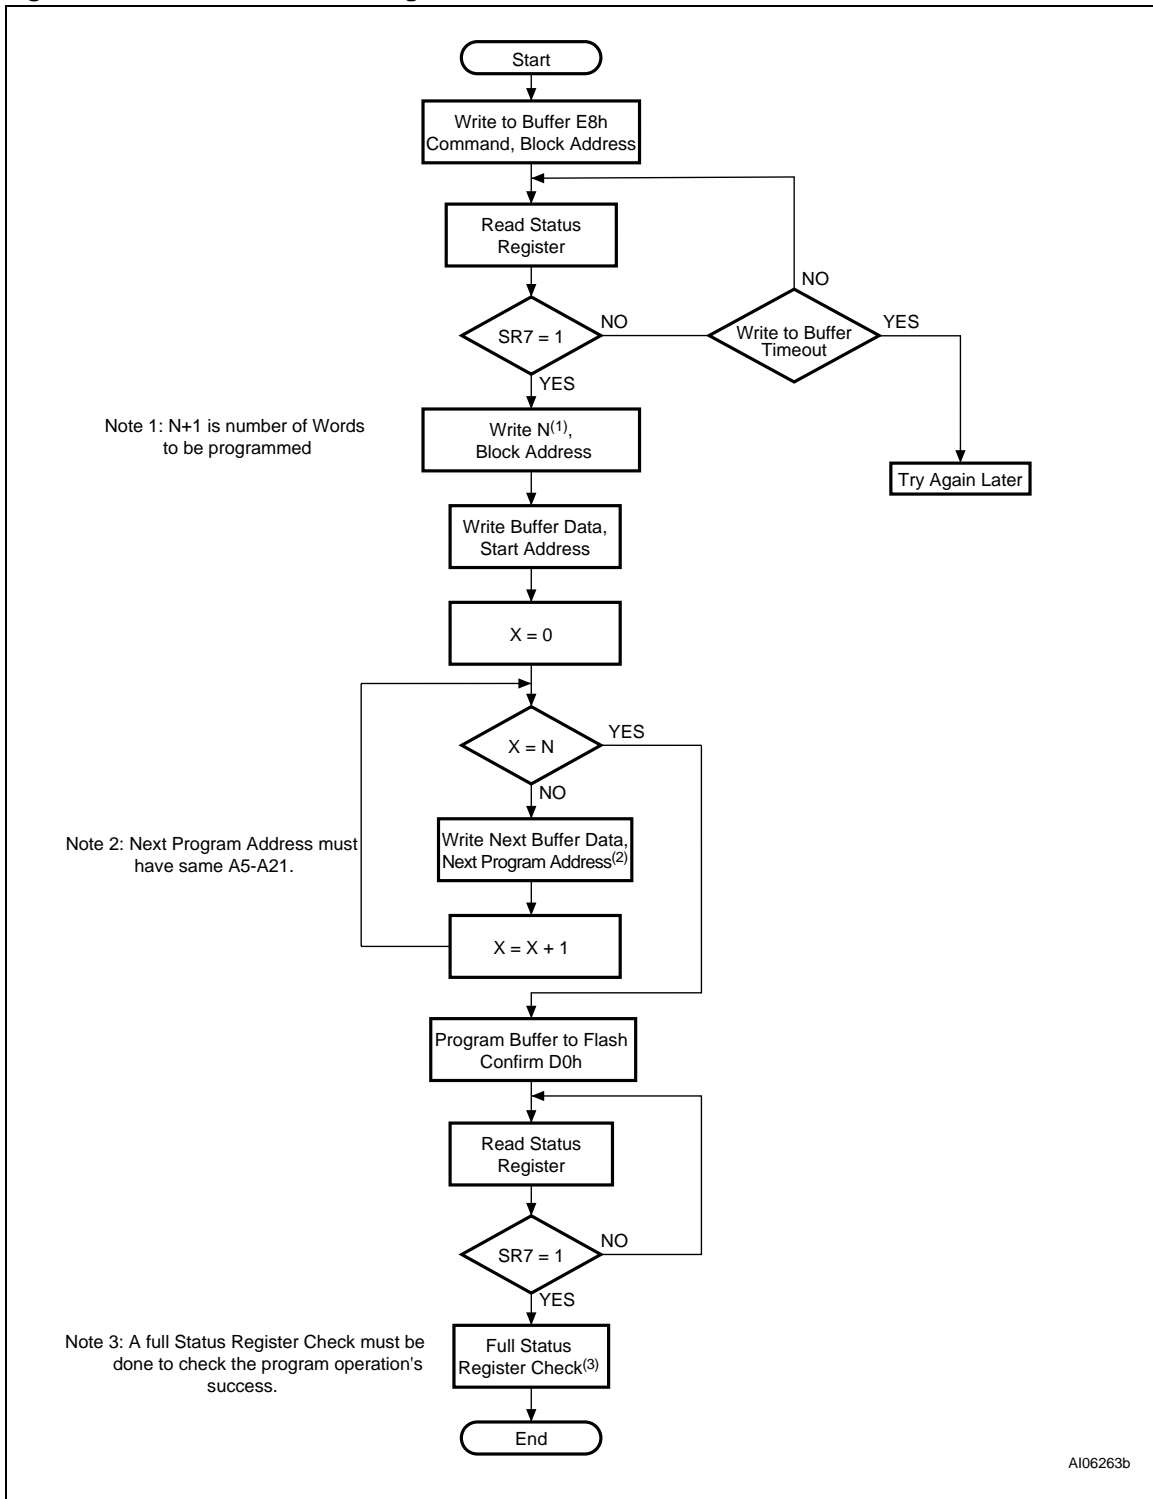 Start
Write to Buffer E8h
Command, Block Address
Read Status
Register
NO
SR7 = 1
NO
Write to Buffer
Timeout
YES
YES
Note 1: N+1 is number of Words
to be programmed
Write N(1),
Block Address
Try Again Later
Write Buffer Data,
Start Address
X = 0
X = N
YES
NO
Note 2: Next Program Address must
have same A5-A21.
Write Next Buffer Data,
Next Program Address(2)
X = X + 1
Program Buffer to Flash
Confirm D0h
Read Status
Register
SR7 = 1
NO
YES
Note 3: A full Status Register Check must be
done to check the program operation's
success.
Full Status
Register Check(3)
End
AI06263b